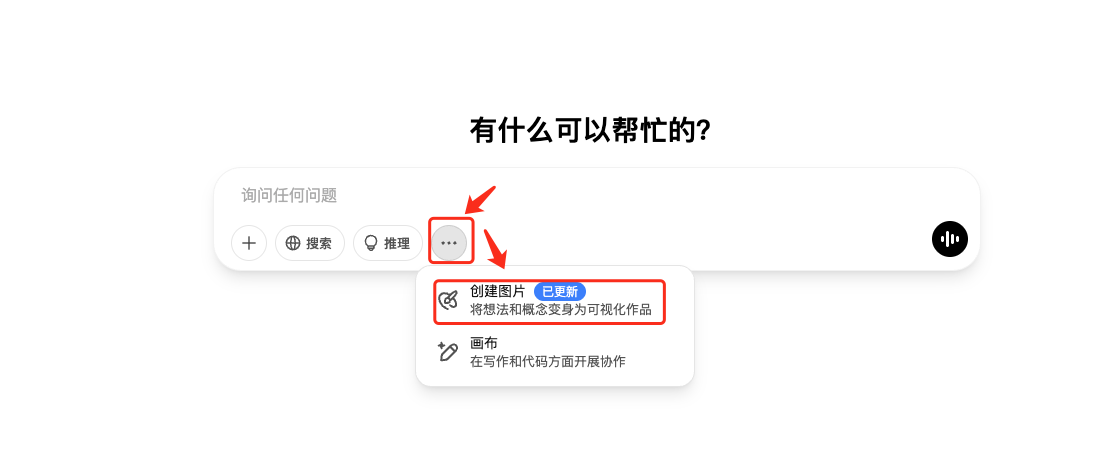 有什么可以帮忙的?
询问任何问题
搜索
推理
创建图片 已更新
将想法和概念变身为可视化作品
画布
在写作和代码方面开展协作